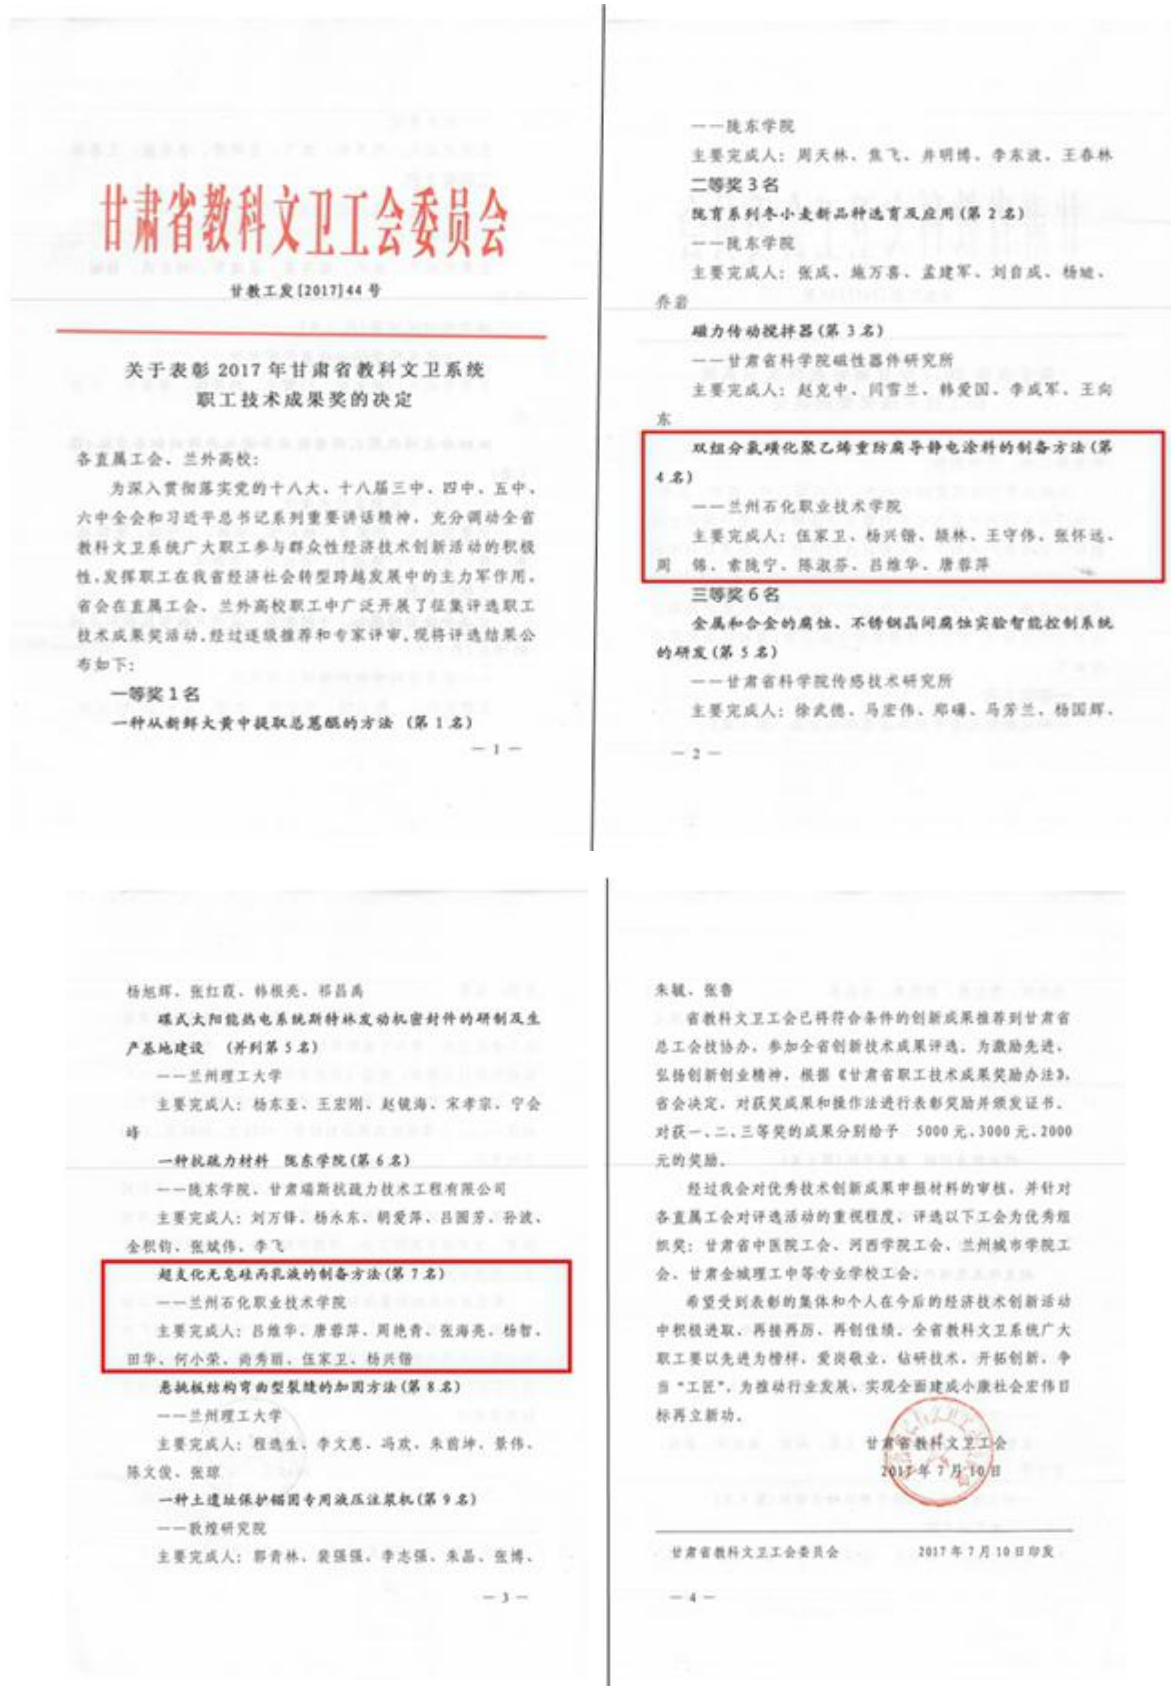 甘肃省教科文卫工会委员会
甘教工发[2017]44号
关于表彰 2017 年甘肃省教科文卫系统
职工技术成果奖的决定
各直属工会、兰外高校:
为深入贯彻落实党的十八大、十八届三中、四中、五中、
六中全会和习近平总书记系列重要讲话精神，充分调动全省
教科文卫系统广大职工参与群众性经济技术创新活动的积极
性,发挥职工在我省经济社会转型跨越发展中的主力军作用，
省会在直属工会、兰外高校职工中广泛开展了征集评选职工
技术成果奖活动,经过逐级推荐和专家评审,现将评选结果公
布如下:
一等奖 1 名
一种从新鲜大黄中提取总蒽醌的方法 (第 1 名)
— 1 —
——陇东学院
主要完成人: 周天林、焦飞、井明博、李东波、王春林
二等奖 3 名
陇育系列冬小麦新品种选育及应用(第 2 名)
——陇东学院
主要完成人: 张成、施万喜、孟建军、刘自成、杨
乔岩
磁力传动搅拌器(第 3 名)
——甘肃省科学院磁性器件研究所
主要完成人: 赵克中、闫雪兰、韩爱国、李成军、王向
东
双组分氯磺化聚乙烯重防腐导静电涂料的制备方法(第
4 名)
——兰州石化职业技术学院
主要完成人: 伍家卫、杨兴锴、颉林、王守伟、张怀远、
周 锦、索陇宁、陈淑芬、吕维华、唐蓉萍
三等奖 6 名
金属和合金的腐蚀、不锈钢晶间腐蚀实验智能控制系统
的研发(第 5 名)
——甘肃省科学院传感技术研究所
主要完成人: 徐武德、马宏伟、郑、马芳兰、杨国辉、
— 2 —
杨旭辉、张红霞、韩根亮、祁昌禹
碟式太阳能热电系统斯特林发动机密封件的研制及生
产基地建设 (并列第 5 名)
——兰州理工大学
主要完成人: 杨东亚、王宏刚、赵镜海、宋孝宗、宁会
峰
一种抗疏力材料 陇东学院(第 6 名)
——陇东学院、甘肃瑞斯抗疏力技术工程有限公司
主要完成人: 刘万锋、杨永东、胡爱萍、吕国芳、孙波、
金积钧、张斌伟、李飞
超支化无皂硅丙乳液的制备方法(第 7 名)
——兰州石化职业技术学院
主要完成人: 吕维华、唐蓉萍、周艳青、张海亮、杨智、
田华、何小荣、尚秀丽、伍家卫、杨兴锴
悬挑板结构弯曲型裂缝的加固方法(第 8 名)
——兰州理工大学
主要完成人: 程选生、李文惠、冯欢、朱前坤、景伟、
陈文俊、张琼
一种土遗址保护锚固专用液压注浆机(第 9 名)
——敦煌研究院
主要完成人: 郭青林、裴强强、李志强、朱晶、张博、
— 3 —
朱毓、张鲁
省教科文卫工会已将符合条件的创新成果推荐到甘肃省
总工会技协办，参加全省创新技术成果评选。为激励先进、
弘扬创新创业精神，根据《甘肃省职工技术成果奖励办法》，
省会决定，对获奖成果和操作法进行表彰奖励并颁发证书。
对获一、二、三等奖的成果分别给予 5000 元、3000 元、2000
元的奖励。
经过我会对优秀技术创新成果申报材料的审核，并针对
各直属工会对评选活动的重视程度，评选以下工会为优秀组
织奖: 甘肃省中医院工会、河西学院工会、兰州城市学院工
会、甘肃金城理工中等专业学校工会。
希望受到表彰的集体和个人在今后的经济技术创新活动
中积极进取、再接再厉、再创佳绩。全省教科文卫系统广大
职工要以先进为榜样，爱岗敬业，钻研技术，开拓创新，争
当“工匠”，为推动行业发展，实现全面建成小康社会宏伟目
标再立新功。
甘肃省教科文卫工会
2017 年 7 月 10 日
甘肃省教科文卫工会委员会 2017 年 7 月 10 日印发
— 4 —